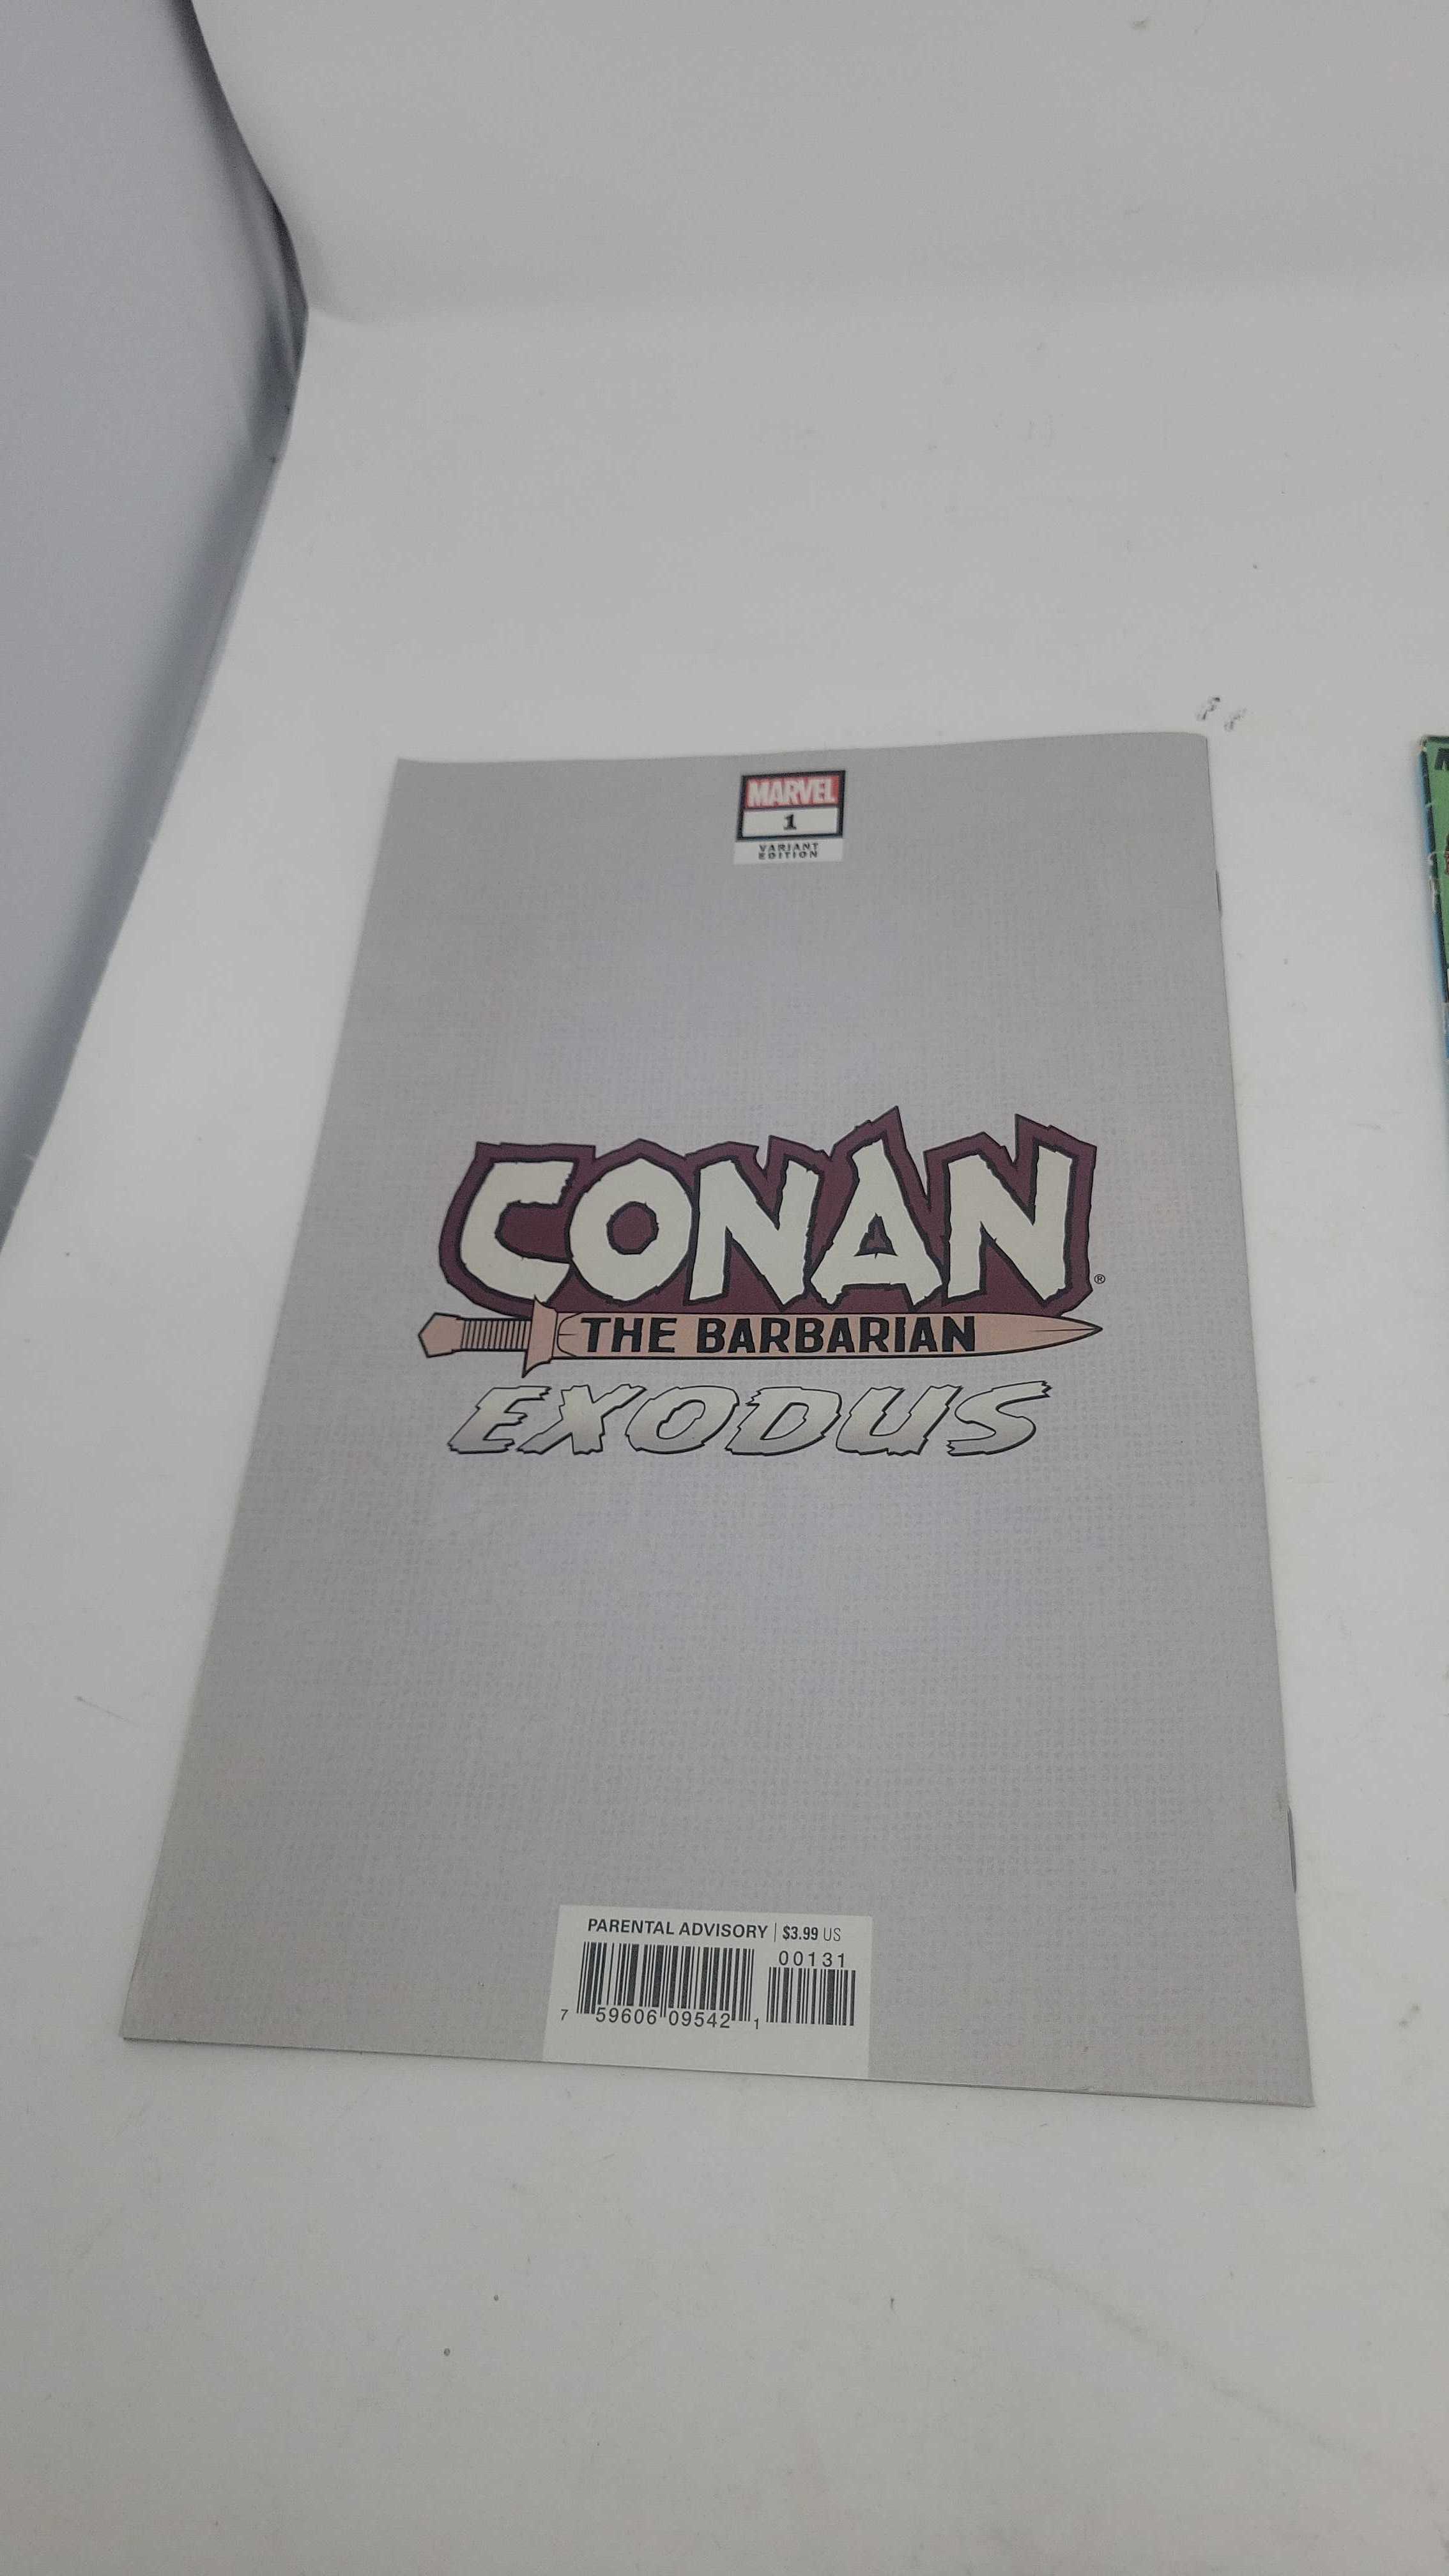 MARVEL
1
VARIANT
EDITION
CONAN®
THE BARBARIAN
EXODUS
PARENTAL ADVISORY | $3.99 US
00131
7 59606 09542 1